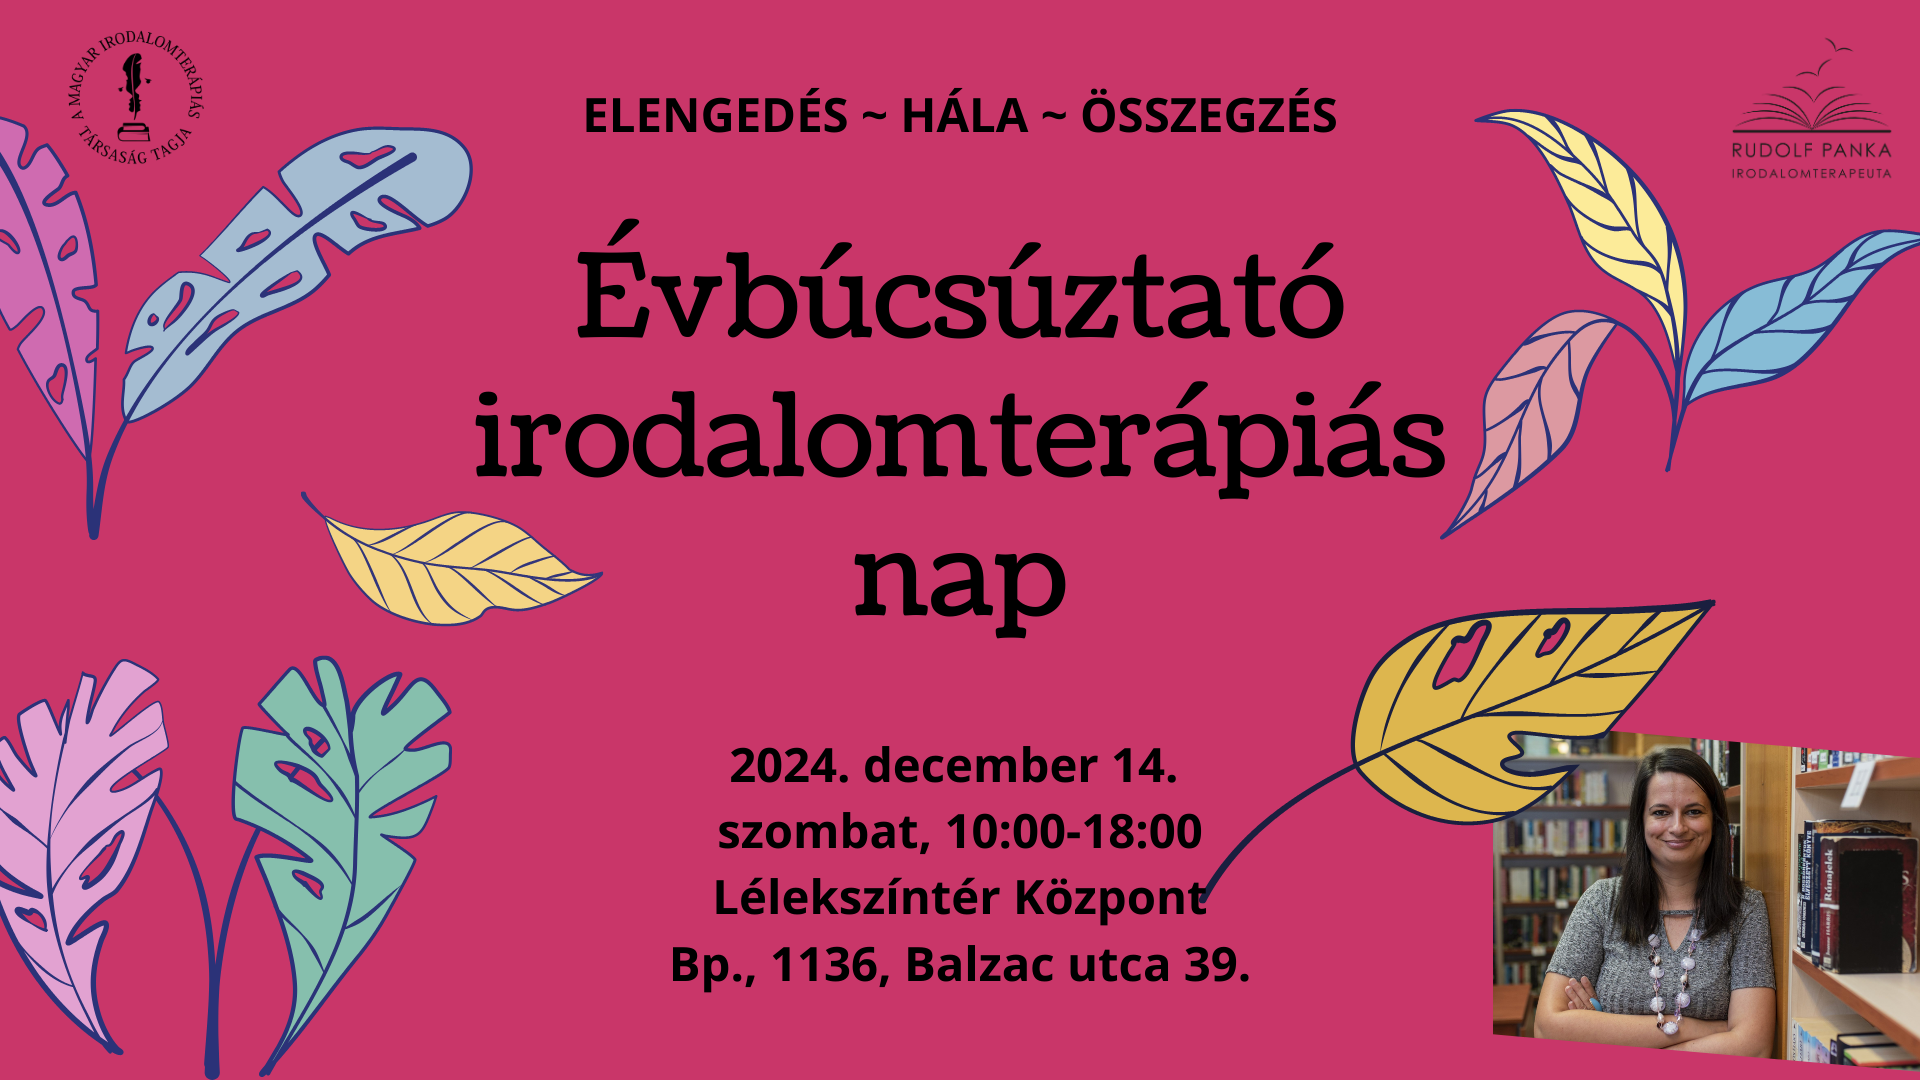 A MAGYAR IRODALOMTERÁPIÁS
TÁRSASÁG TAGJA
RUDOLF PANKA
IRODALOMTERAPEUTA
ELENGEDÉS ~ HÁLA ~ ÖSSZEGZÉS
Évbúcsúztató
irodalomterápiás
nap
2024. december 14.
szombat, 10:00-18:00
Lélekszíntér Központ
Bp., 1136, Balzac utca 39.
Rúnajelek